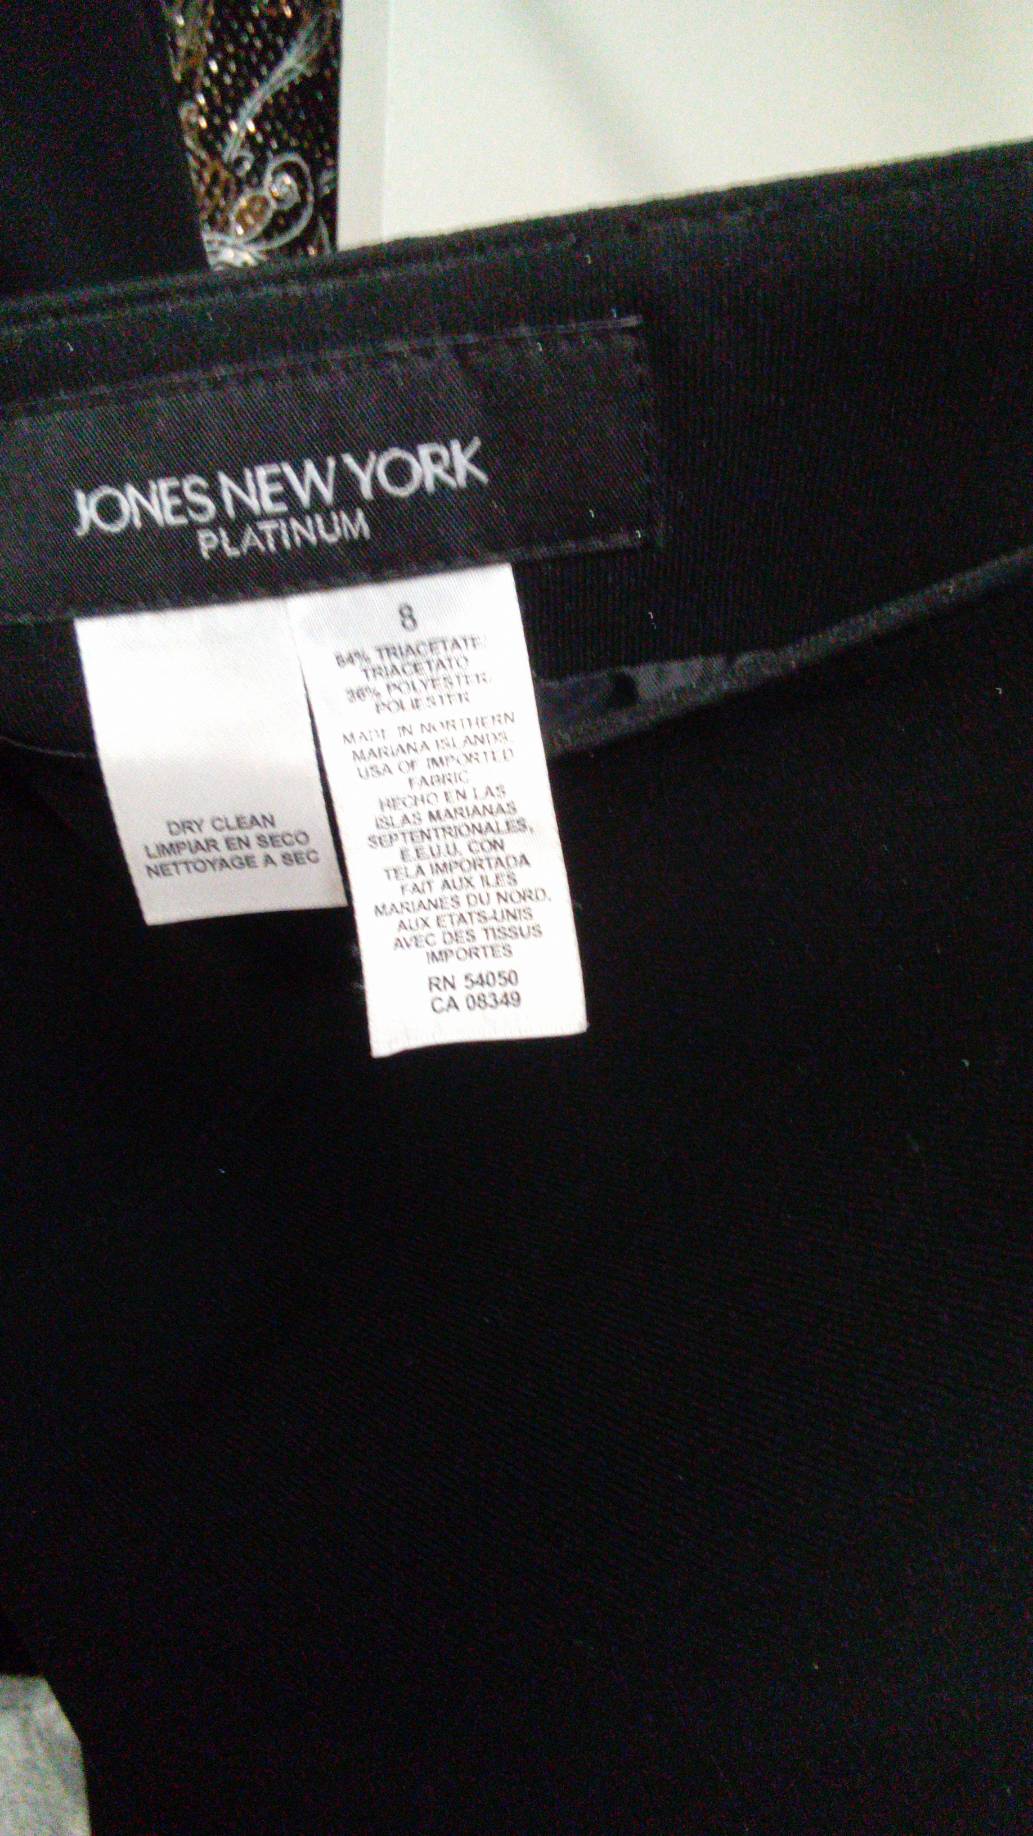 JONES NEW YORK
PLATINUM
8
64% TRIACETATE
TRIACETATO
36% POLYESTER
POLIESTER
MADE IN NORTHERN
MARIANA ISLANDS.
USA OF IMPORTED
FABRIC
HECHO EN LAS
ISLAS MARIANAS
SEPTENTRIONALES,
E.E.U.U. CON
TELA IMPORTADA
FAIT AUX ILES
MARIANES DU NORD,
AUX ETATS-UNIS
AVEC DES TISSUS
IMPORTES
RN 54050
CA 08349
DRY CLEAN
LIMPIAR EN SECO
NETTOYAGE A SEC